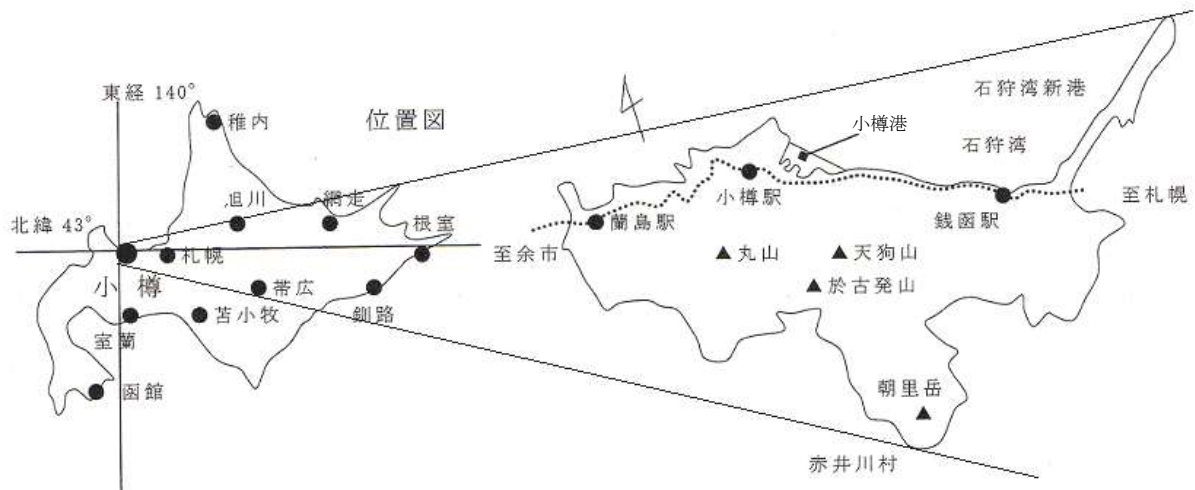 東経 140°
稚内
位置図
旭川
網走
北緯 43°
根室
札幌
小樽
帯広
釧路
苫小牧
室蘭
函館
石狩湾新港
小樽港
石狩湾
小樽駅
至札幌
蘭島駅
銭函駅
至余市
丸山
天狗山
於古発山
朝里岳
赤井川村